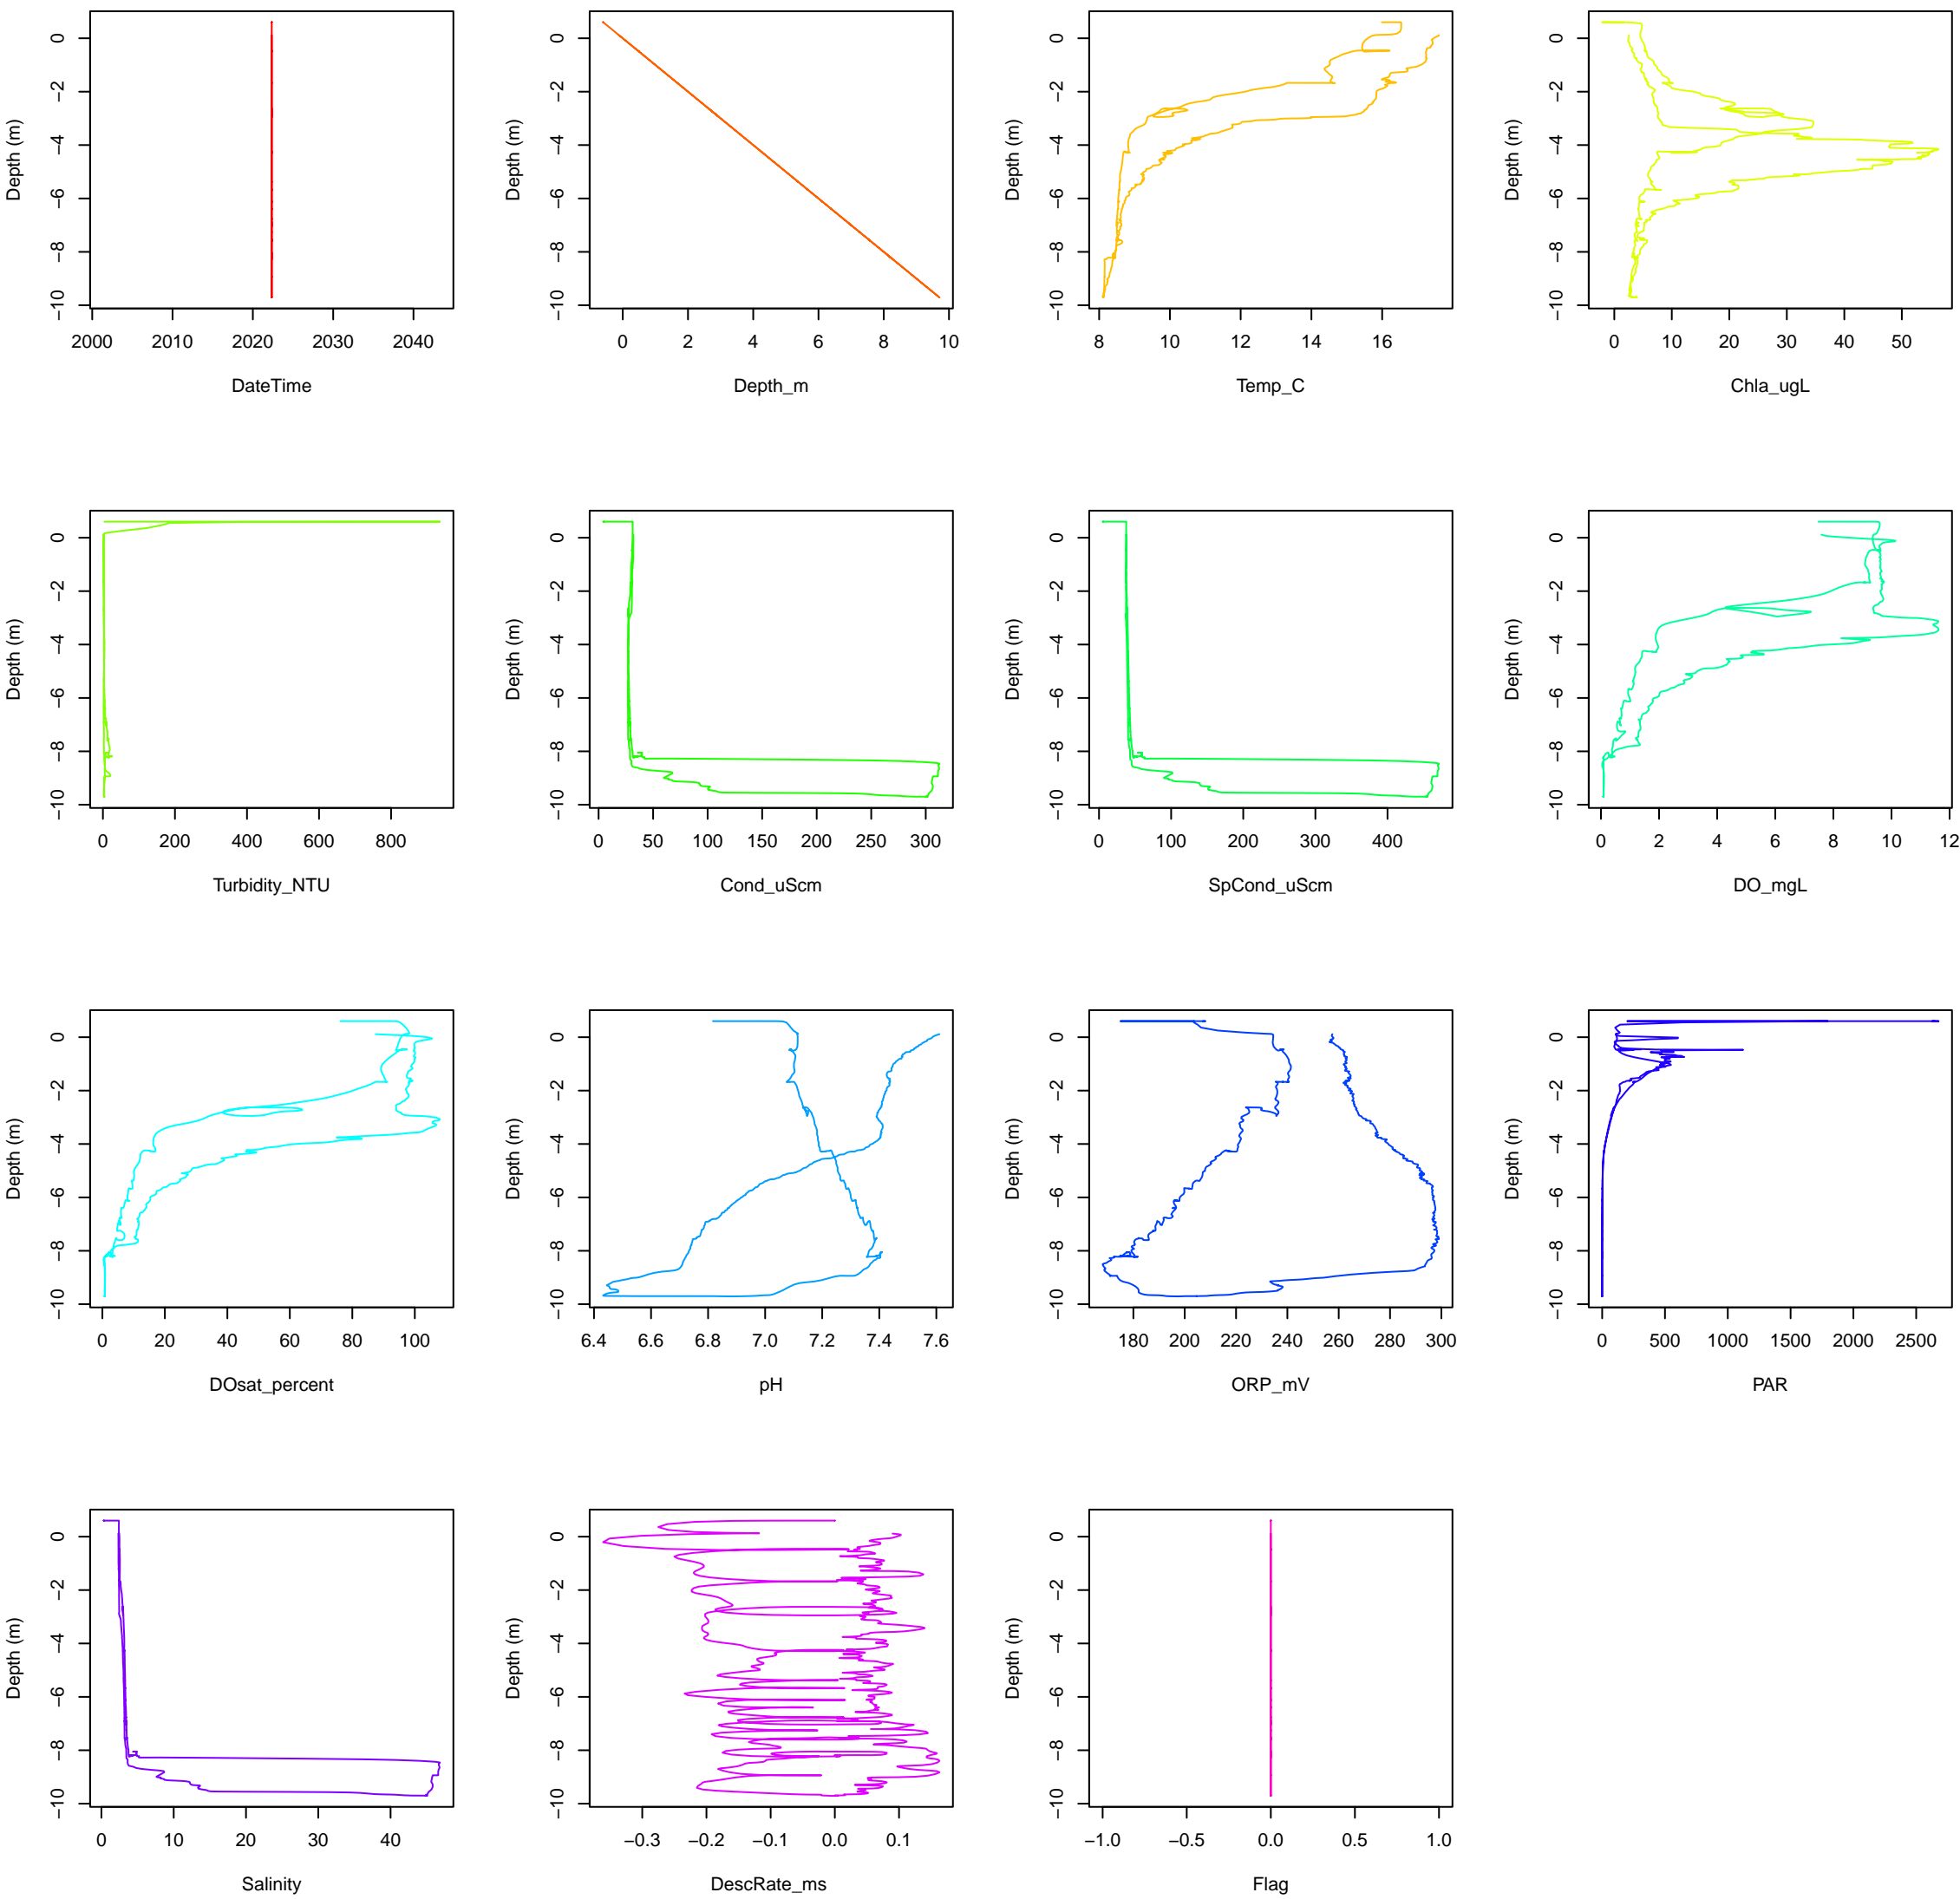 Depth (m)
0
−2
−4
−6
−8
−10
2000 2010 2020 2030 2040
DateTime
Depth (m)
0
−2
−4
−6
−8
−10
0 2 4 6 8 10
Depth_m
Depth (m)
0
−2
−4
−6
−8
−10
8 10 12 14 16
Temp_C
Depth (m)
0
−2
−4
−6
−8
−10
0 10 20 30 40 50
Chla_ugL
Depth (m)
0
−2
−4
−6
−8
−10
0 200 400 600 800
Turbidity_NTU
Depth (m)
0
−2
−4
−6
−8
−10
0 50 100 150 200 250 300
Cond_uScm
Depth (m)
0
−2
−4
−6
−8
−10
0 100 200 300 400
SpCond_uScm
Depth (m)
0
−2
−4
−6
−8
−10
0 2 4 6 8 10 12
DO_mgL
Depth (m)
0
−2
−4
−6
−8
−10
0 20 40 60 80 100
DOsat_percent
Depth (m)
0
−2
−4
−6
−8
−10
6.4 6.6 6.8 7.0 7.2 7.4 7.6
pH
Depth (m)
0
−2
−4
−6
−8
−10
180 200 220 240 260 280 300
ORP_mV
Depth (m)
0
−2
−4
−6
−8
−10
0 500 1000 1500 2000 2500
PAR
Depth (m)
0
−2
−4
−6
−8
−10
0 10 20 30 40
Salinity
Depth (m)
0
−2
−4
−6
−8
−10
−0.3 −0.2 −0.1 0.0 0.1
DescRate_ms
Depth (m)
0
−2
−4
−6
−8
−10
−1.0 −0.5 0.0 0.5 1.0
Flag